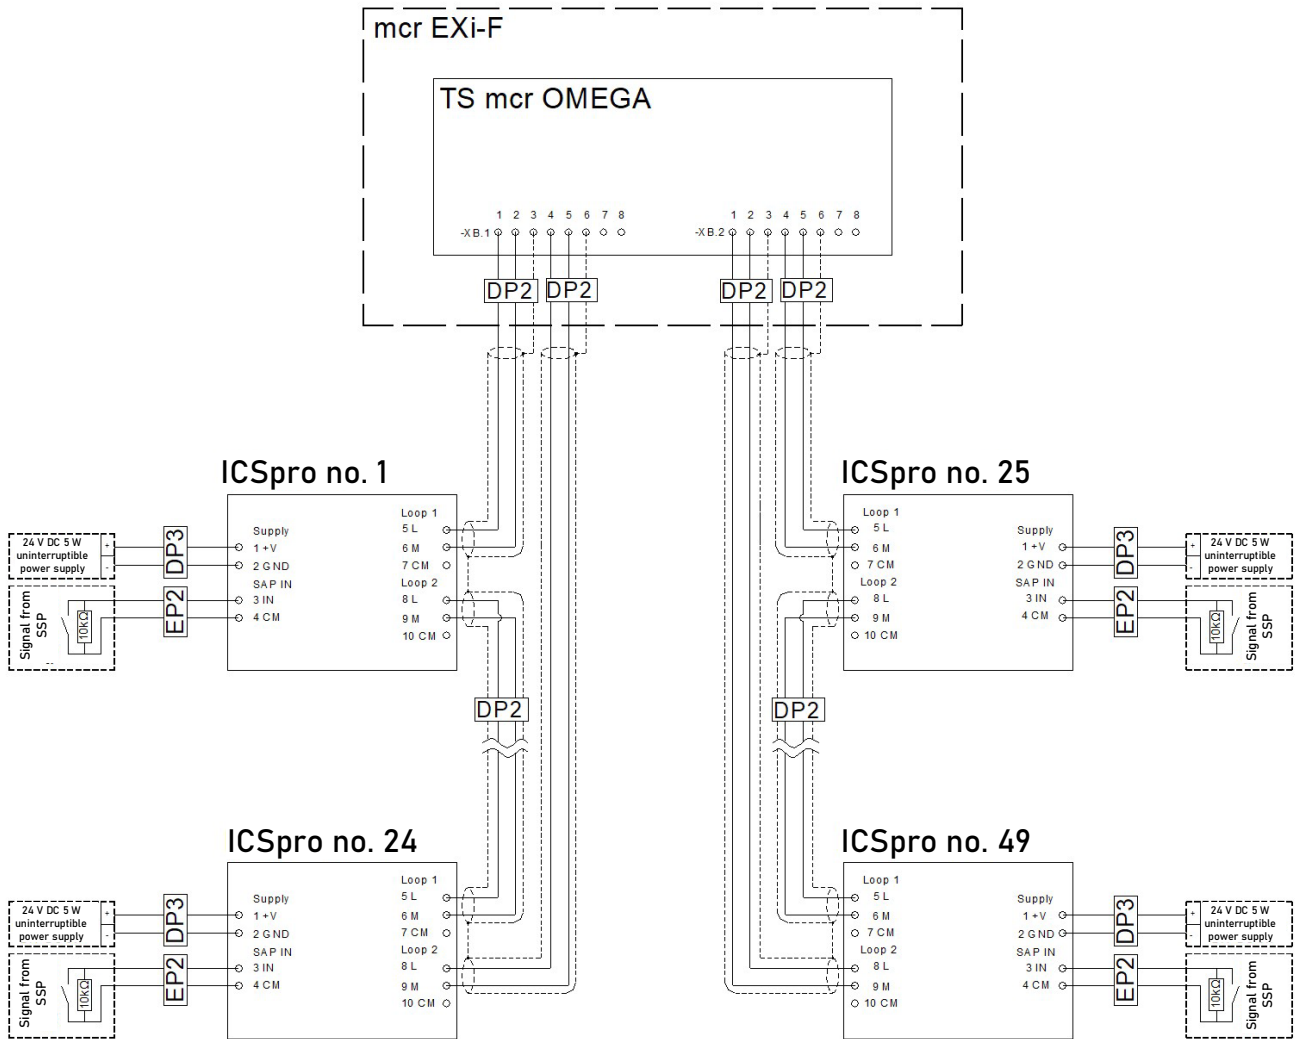 mcr EXi-F
TS mcr OMEGA
1 2 3 4 5 6 7 8
-XB.1
1 2 3 4 5 6 7 8
-XB.2
DP2
DP2
DP2
DP2
ICSpro no. 1
Loop 1
5 L
Supply
6 M
1 +V
7 CM
2 GND
Loop 2
SAP IN
8 L
3 IN
9 M
4 CM
10 CM
24 V DC 5 W
uninterruptible
power supply
+
-
DP3
Signal from
SSP
10kΩ
EP2
DP2
ICSpro no. 25
Loop 1
5 L
Supply
6 M
1 +V
7 CM
2 GND
Loop 2
SAP IN
8 L
3 IN
9 M
4 CM
10 CM
DP3
+
-
24 V DC 5 W
uninterruptible
power supply
EP2
10kΩ
Signal from
SSP
DP2
ICSpro no. 24
Loop 1
5 L
Supply
6 M
1 +V
7 CM
2 GND
Loop 2
SAP IN
8 L
3 IN
9 M
4 CM
10 CM
24 V DC 5 W
uninterruptible
power supply
+
-
DP3
Signal from
SSP
10kΩ
EP2
ICSpro no. 49
Loop 1
5 L
Supply
6 M
1 +V
7 CM
2 GND
Loop 2
SAP IN
8 L
3 IN
9 M
4 CM
10 CM
DP3
+
-
24 V DC 5 W
uninterruptible
power supply
EP2
10kΩ
Signal from
SSP